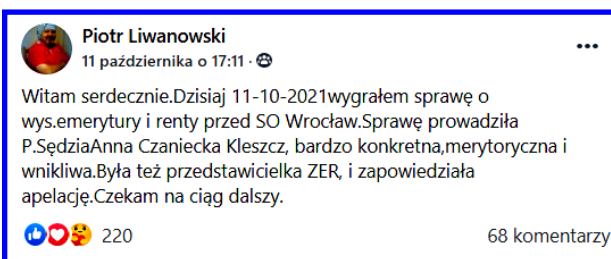 Piotr Liwanowski
11 października o 17:11 ·
Witam serdecznie.Dzisiaj 11-10-2021wygrałem sprawę o
wys.emerytury i renty przed SO Wrocław.Sprawę prowadziła
P.SędziaAnna Czaniecka Kleszcz, bardzo konkretna,merytoryczna i
wnikliwa.Była też przedstawicielka ZER, i zapowiedziała
apelację.Czekam na ciąg dalszy.
220 68 komentarzy